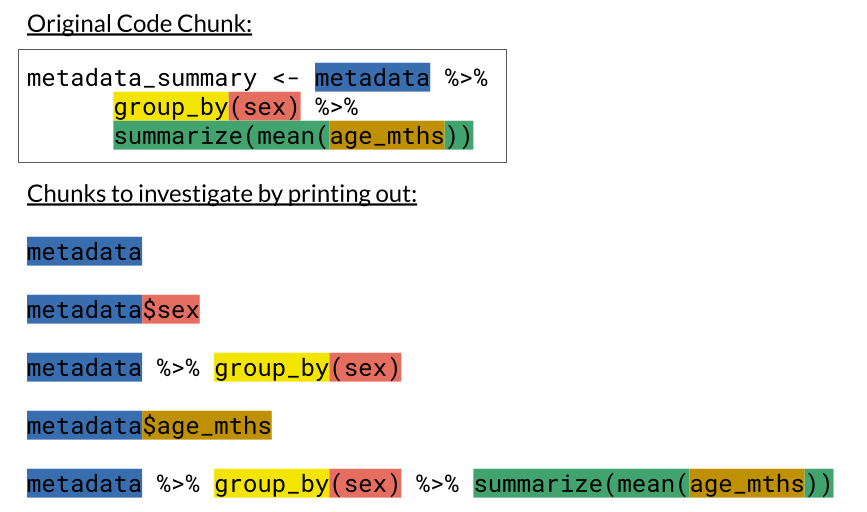 Original Code Chunk:
metadata_summary <- metadata %>%
group_by(sex) %>%
summarize(mean(age_mths))
Chunks to investigate by printing out:
metadata
metadata$sex
metadata %>% group_by(sex)
metadata$age_mths
metadata %>% group_by(sex) %>% summarize(mean(age_mths))